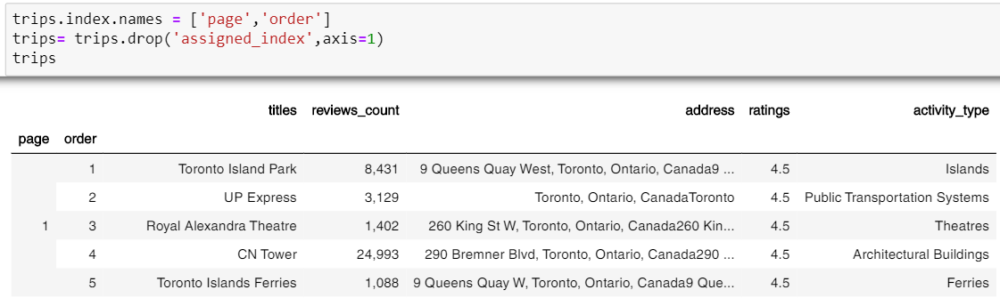 trips.index.names = ['page','order']
trips= trips.drop('assigned_index',axis=1)
trips
titles reviews_count address ratings activity_type
page order
1 Toronto Island Park 8,431 9 Queens Quay West, Toronto, Ontario, Canada9 ... 4.5 Islands
2 UP Express 3,129 Toronto, Ontario, CanadaToronto 4.5 Public Transportation Systems
1 3 Royal Alexandra Theatre 1,402 260 King St W, Toronto, Ontario, Canada260 Kin... 4.5 Theatres
4 CN Tower 24,993 290 Bremner Blvd, Toronto, Ontario, Canada290 ... 4.5 Architectural Buildings
5 Toronto Islands Ferries 1,088 9 Queens Quay W, Toronto, Ontario, Canada9 Que... 4.5 Ferries